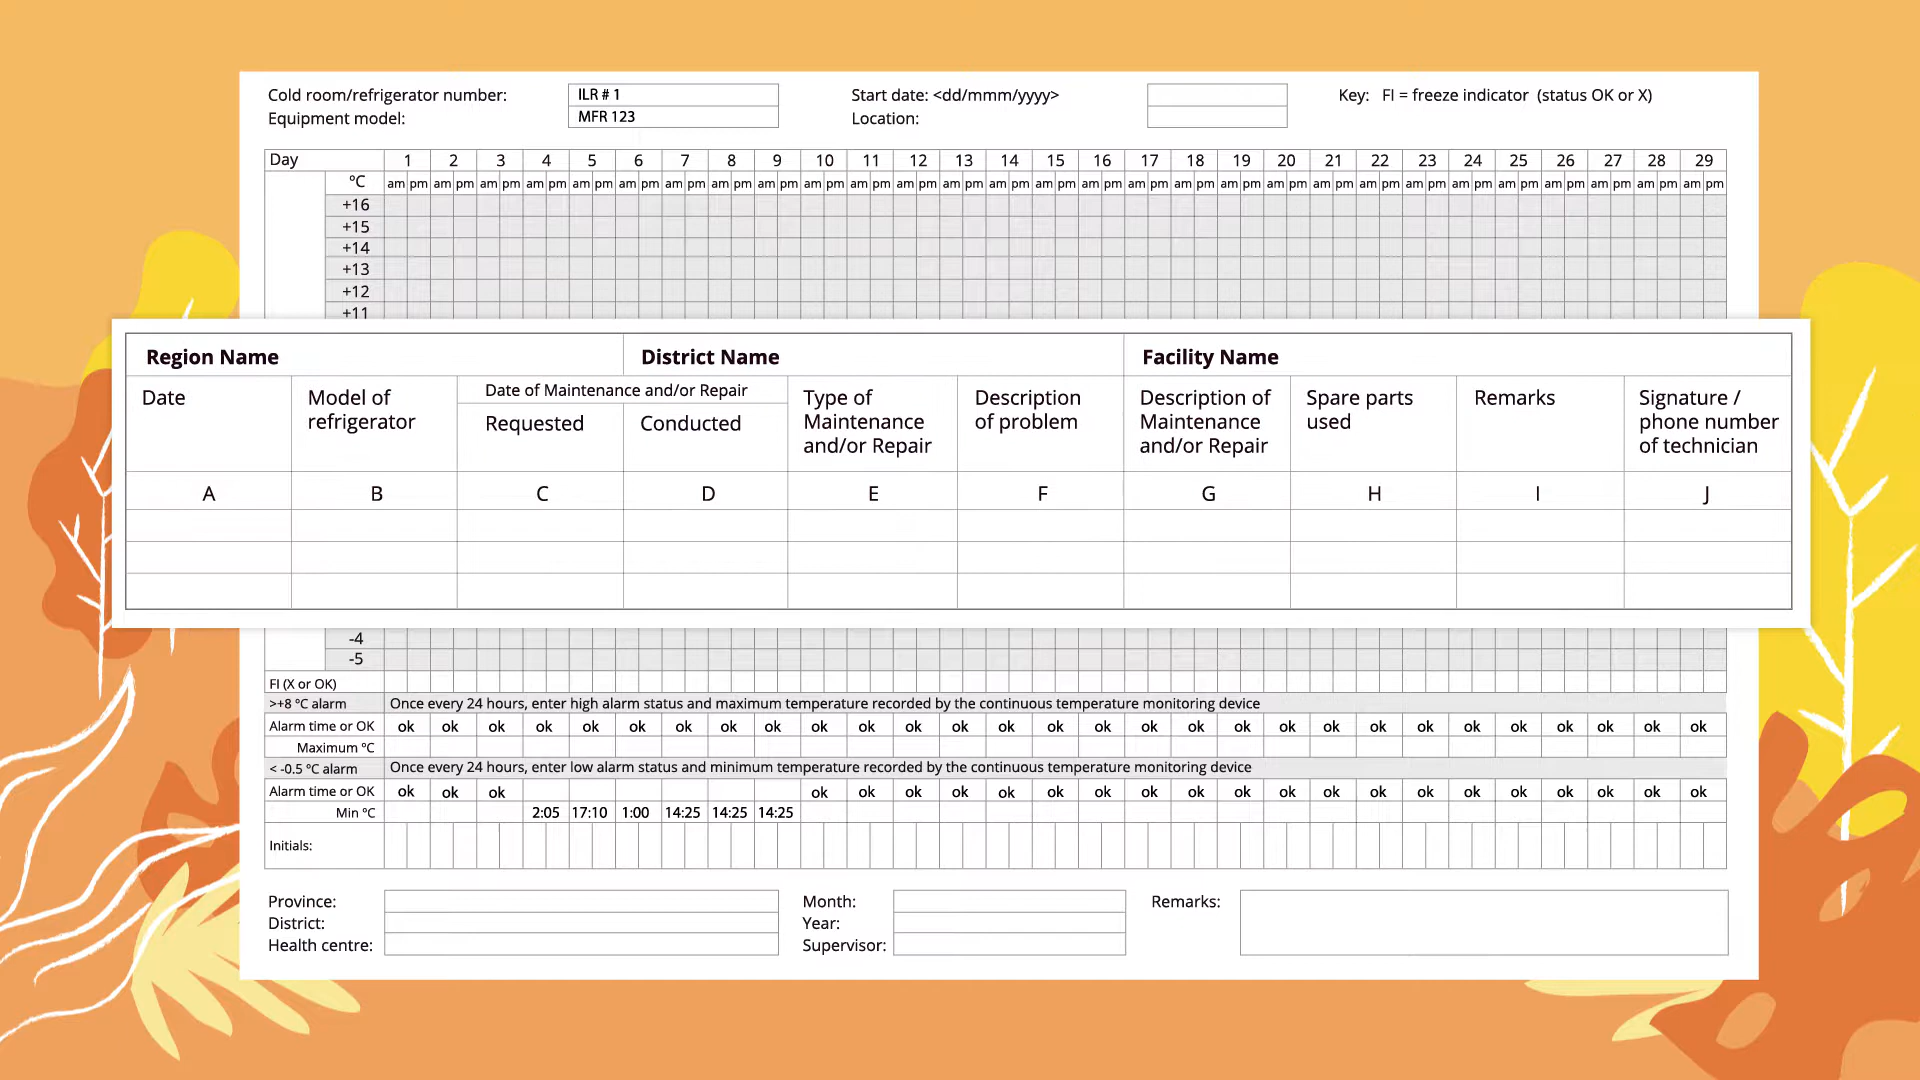 Cold room/refrigerator number: ILR # 1 Start date: <dd/mmm/yyyy> Key: FI = freeze indicator (status OK or X)
Equipment model: MFR 123 Location:
Day 1 2 3 4 5 6 7 8 9 10 11 12 13 14 15 16 17 18 19 20 21 22 23 24 25 26 27 28 29
°C am pm am pm am pm am pm am pm am pm am pm am pm am pm am pm am pm am pm am pm am pm am pm am pm am pm am pm am pm am pm am pm am pm am pm am pm am pm am pm am pm am pm am pm
+16
+15
+14
+13
+12
+11
Region Name District Name Facility Name
Date Model of refrigerator Date of Maintenance and/or Repair Requested Conducted Type of Maintenance and/or Repair Description of problem Description of Maintenance and/or Repair Spare parts used Remarks Signature / phone number of technician
A B C D E F G H I J
-4
-5
FI (X or OK)
>+8 °C alarm Once every 24 hours, enter high alarm status and maximum temperature recorded by the continuous temperature monitoring device
Alarm time or OK ok ok ok ok ok ok ok ok ok ok ok ok ok ok ok ok ok ok ok ok ok ok ok ok ok ok ok ok ok
Maximum °C
< -0.5 °C alarm Once every 24 hours, enter low alarm status and minimum temperature recorded by the continuous temperature monitoring device
Alarm time or OK ok ok ok ok ok ok ok ok ok ok ok ok ok ok ok ok ok ok ok ok ok ok ok
Min °C 2:05 17:10 1:00 14:25 14:25 14:25
Initials:
Province: Month: Remarks:
District: Year:
Health centre: Supervisor: